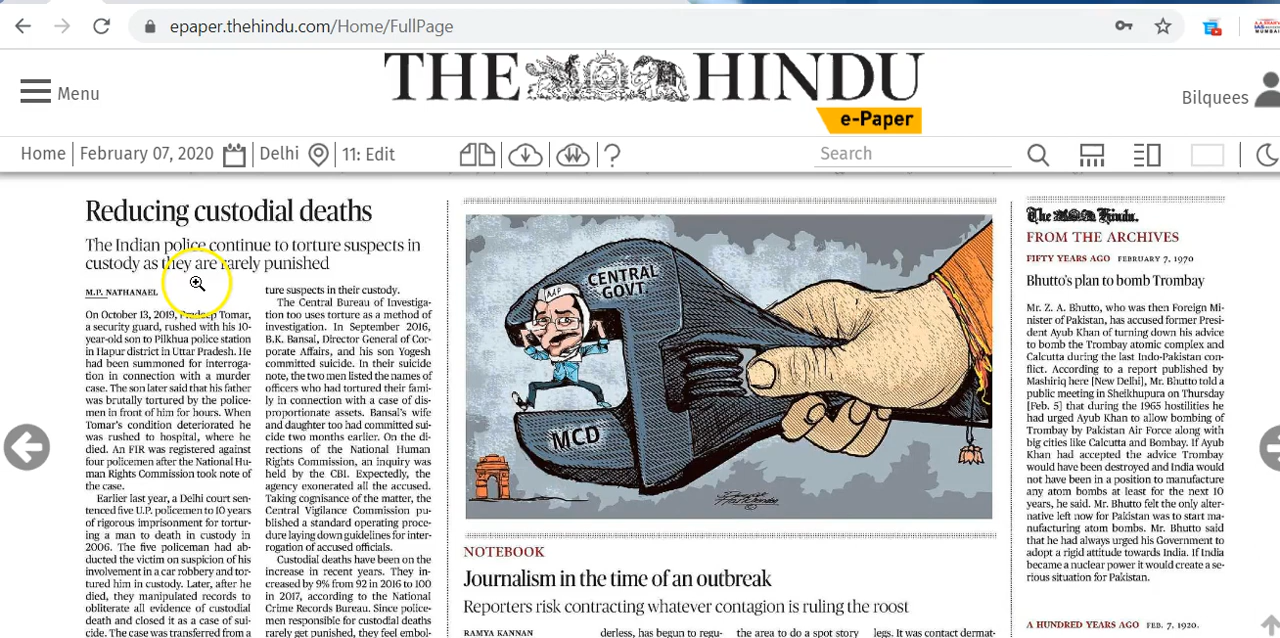 epaper.thehindu.com/Home/FullPage
THE HINDU
e-Paper
Menu
Bilquees
Home
February 07, 2020
Delhi
11: Edit
?
Search
Reducing custodial deaths
The Indian police continue to torture suspects in
custody as they are rarely punished
M.P. NATHANAEL
On October 13, 2019, Pradeep Tomar,
a security guard, rushed with his 10-
year-old son to Pilkhua police station
in Hapur district in Uttar Pradesh. He
had been summoned for interroga-
tion in connection with a murder
case. The son later said that his father
was brutally tortured by the police-
men in front of him for hours. When
Tomar's condition deteriorated he
was rushed to hospital, where he
died. An FIR was registered against
four policemen after the National Hu-
man Rights Commission took note of
the case.
Earlier last year, a Delhi court sen-
tenced five U.P. policemen to 10 years
of rigorous imprisonment for tortur-
ing a man to death in custody in
2006. The five policeman had ab-
ducted the victim on suspicion of his
involvement in a car robbery and tor-
tured him in custody. Later, after he
died, they manipulated records to
obliterate all evidence of custodial
death and closed it as a case of sui-
cide. The case was transferred from a
ture suspects in their custody.
The Central Bureau of Investiga-
tion too uses torture as a method of
investigation. In September 2016,
B.K. Bansal, Director General of Cor-
porate Affairs, and his son Yogesh
committed suicide. In their suicide
note, the two men listed the names of
officers who had tortured their fami-
ly in connection with a case of dis-
proportionate assets. Bansal's wife
and daughter too had committed sui-
cide two months earlier. On the di-
rections of the National Human
Rights Commission, an inquiry was
held by the CBI. Expectedly, the
agency exonerated all the accused.
Taking cognisance of the matter, the
Central Vigilance Commission pu-
blished a standard operating proce-
dure laying down guidelines for inter-
rogation of accused officials.
Custodial deaths have been on the
increase in recent years. They in-
creased by 9% from 92 in 2016 to 100
in 2017, according to the National
Crime Records Bureau. Since police-
men responsible for custodial deaths
rarely get punished, they feel embol-
CENTRAL
GOVT.
AAP
MCD
NOTEBOOK
Journalism in the time of an outbreak
Reporters risk contracting whatever contagion is ruling the roost
RAMYA KANNAN
derless, has begun to regu-
the area to do a spot story
legs. It was contact dermat-
The Hindu.
FROM THE ARCHIVES
FIFTY YEARS AGO FEBRUARY 7, 1970
Bhutto's plan to bomb Trombay
Mr. Z. A. Bhutto, who was then Foreign Mi-
nister of Pakistan, has accused former Presi-
dent Ayub Khan of turning down his advice
to bomb the Trombay atomic complex and
Calcutta during the last Indo-Pakistan con-
flict. According to a report published by
Mashiriq here [New Delhi], Mr. Bhutto told a
public meeting in Sheikhupura on Thursday
[Feb. 5] that during the 1965 hostilities he
had urged Ayub Khan to allow bombing of
Trombay by Pakistan Air Force along with
big cities like Calcutta and Bombay. If Ayub
Khan had accepted the advice Trombay
would have been destroyed and India would
not have been in a position to manufacture
any atom bombs at least for the next 10
years, he said. Mr. Bhutto felt the only alter-
native left now for Pakistan was to start ma-
nufacturing atom bombs. Mr. Bhutto said
that he had always urged his Government to
adopt a rigid attitude towards India. If India
became a nuclear power it would create a se-
rious situation for Pakistan.
A HUNDRED YEARS AGO FEB. 7, 1920.